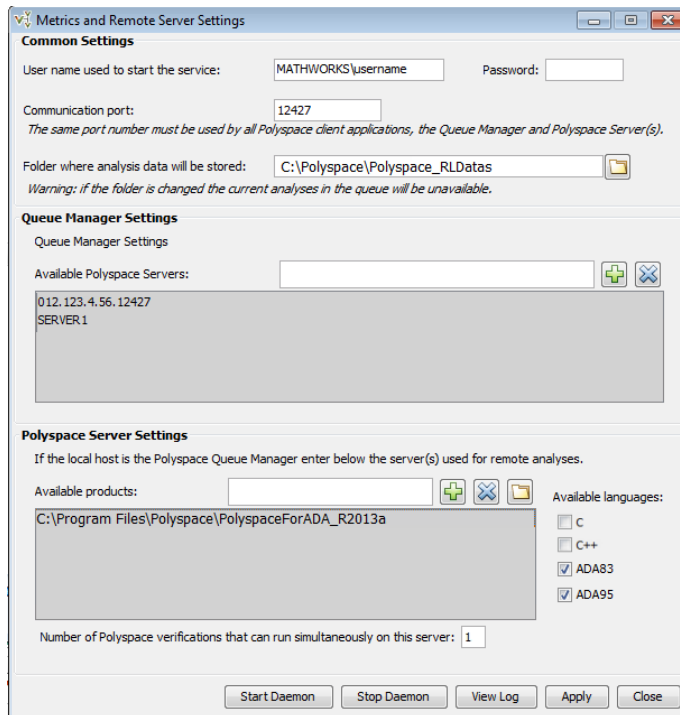 Metrics and Remote Server Settings
Common Settings
User name used to start the service: MATHWORKS\username Password:
Communication port: 12427
The same port number must be used by all Polyspace client applications, the Queue Manager and Polyspace Server(s).
Folder where analysis data will be stored: C:\Polyspace\Polyspace_RLDatas
Warning: if the folder is changed the current analyses in the queue will be unavailable.
Queue Manager Settings
Queue Manager Settings
Available Polyspace Servers:
012.123.4.56.12427
SERVER1
Polyspace Server Settings
If the local host is the Polyspace Queue Manager enter below the server(s) used for remote analyses.
Available products: Available languages:
C:\Program Files\Polyspace\PolyspaceForADA_R2013a
C
C++
ADA83
ADA95
Number of Polyspace verifications that can run simultaneously on this server: 1
Start Daemon Stop Daemon View Log Apply Close